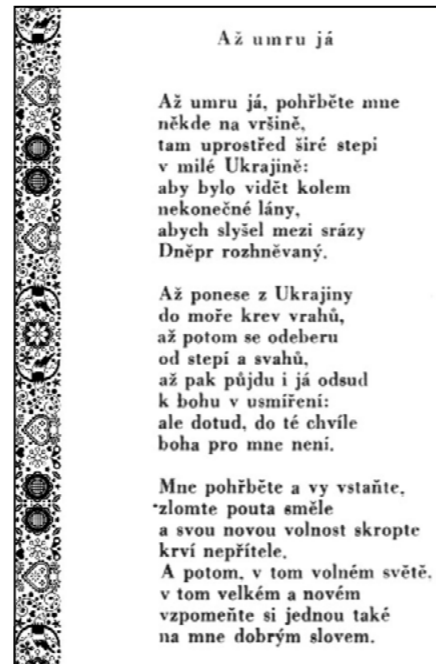 Až umru já
Až umru já, pohřběte mne
někde na vršině,
tam uprostřed širé stepi
v milé Ukrajině:
aby bylo vidět kolem
nekonečné lány,
abych slyšel mezi srázy
Dněpr rozhněvaný.
Až ponese z Ukrajiny
do moře krev vrahů,
až potom se odeberu
od stepí a svahů,
až pak půjdu i já odsud
k bohu v usmíření:
ale dotud, do té chvíle
boha pro mne není.
Mne pohřběte a vy vstaňte,
zlomte pouta směle
a svou novou volnost skropte
krví nepřítele.
A potom, v tom volném světě,
v tom velkém a novém
vzpomeňte si jednou také
na mne dobrým slovem.